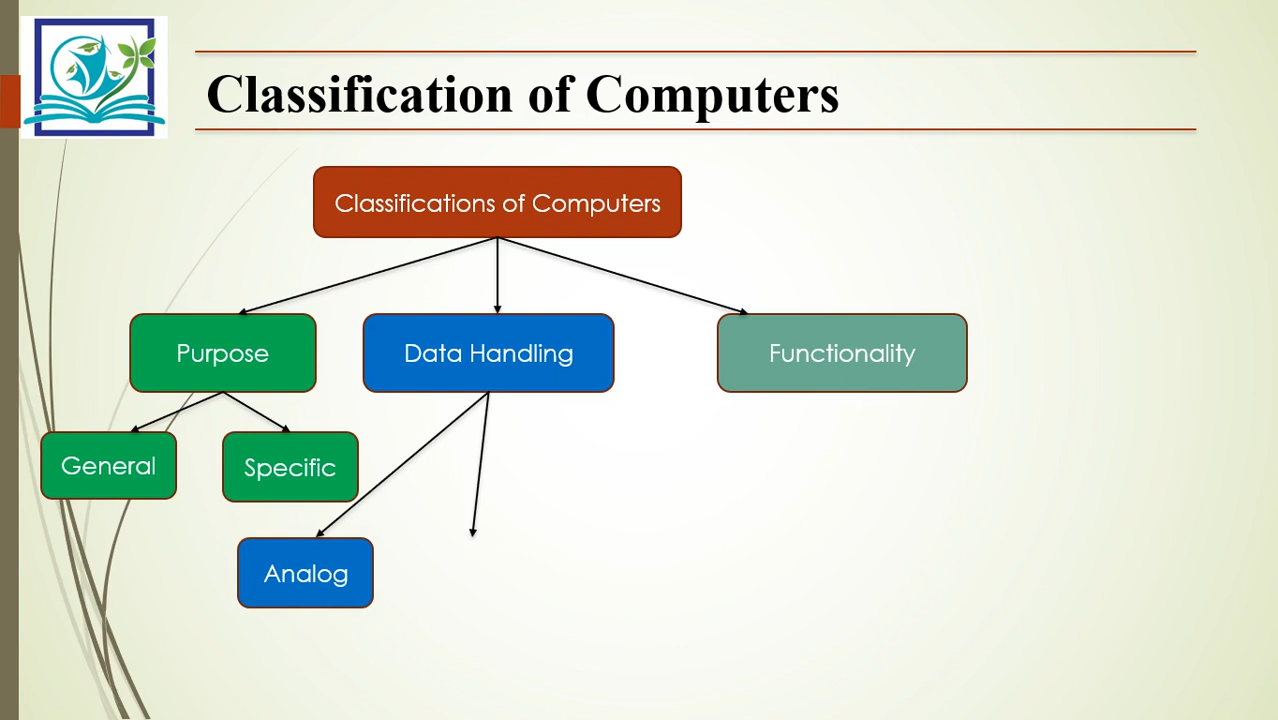 Classification of Computers
Classifications of Computers
Purpose
Data Handling
Functionality
General
Specific
Analog